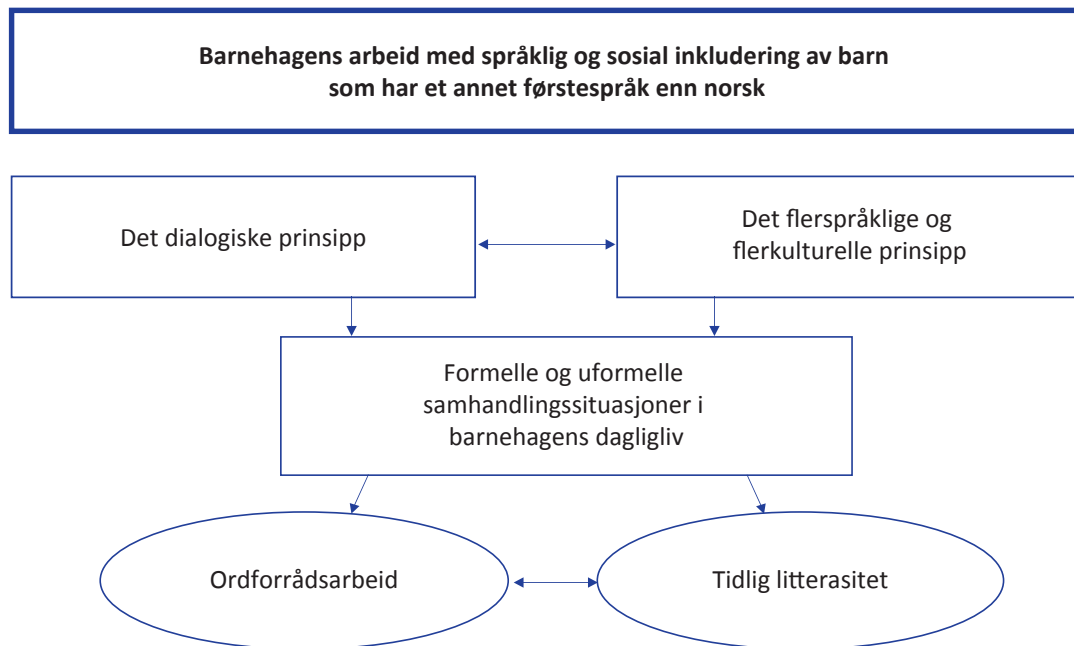 Barnehagens arbeid med språklig og sosial inkludering av barn
som har et annet førstespråk enn norsk
Det dialogiske prinsipp
Det flerspråklige og
flerkulturelle prinsipp
Formelle og uformelle
samhandlingssituasjoner i
barnehagens dagligliv
Ordforrådsarbeid
Tidlig litterasitet